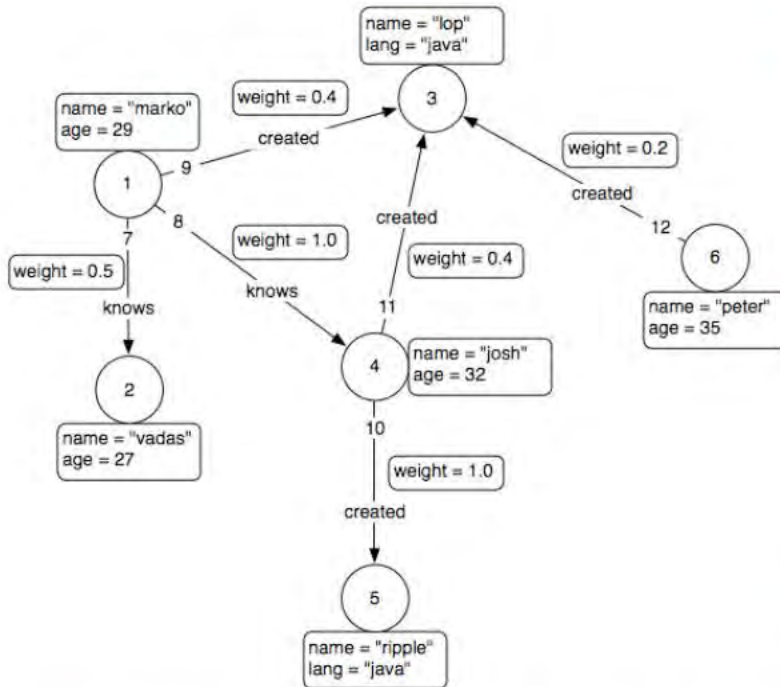 name = "lop"
lang = "java"
3
weight = 0.4
name = "marko"
age = 29
created
9
1
weight = 0.2
created
8
7
created
12
weight = 1.0
weight = 0.5
weight = 0.4
6
knows
knows
11
name = "peter"
age = 35
4
name = "josh"
age = 32
2
10
name = "vadas"
age = 27
weight = 1.0
created
5
name = "ripple"
lang = "java"